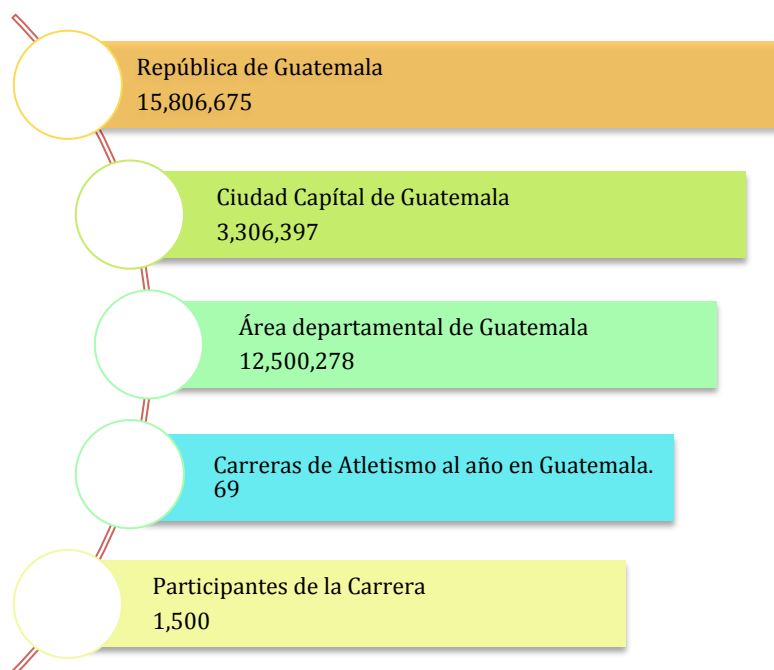 República de Guatemala
15,806,675
Ciudad Capítal de Guatemala
3,306,397
Área departamental de Guatemala
12,500,278
Carreras de Atletismo al año en Guatemala.
69
Participantes de la Carrera
1,500